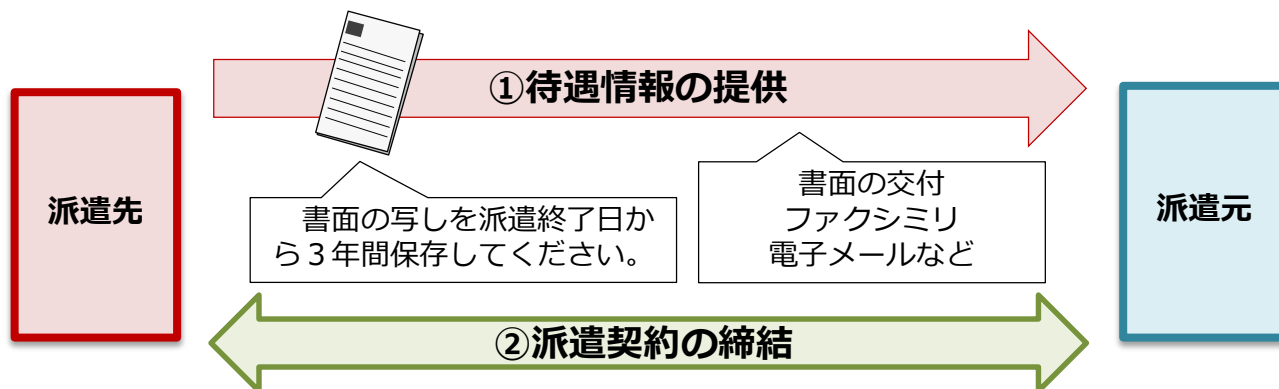 ①待遇情報の提供
派遣先
書面の写しを派遣終了日か
ら３年間保存してください。
書面の交付
ファクシミリ
電子メールなど
派遣元
②派遣契約の締結